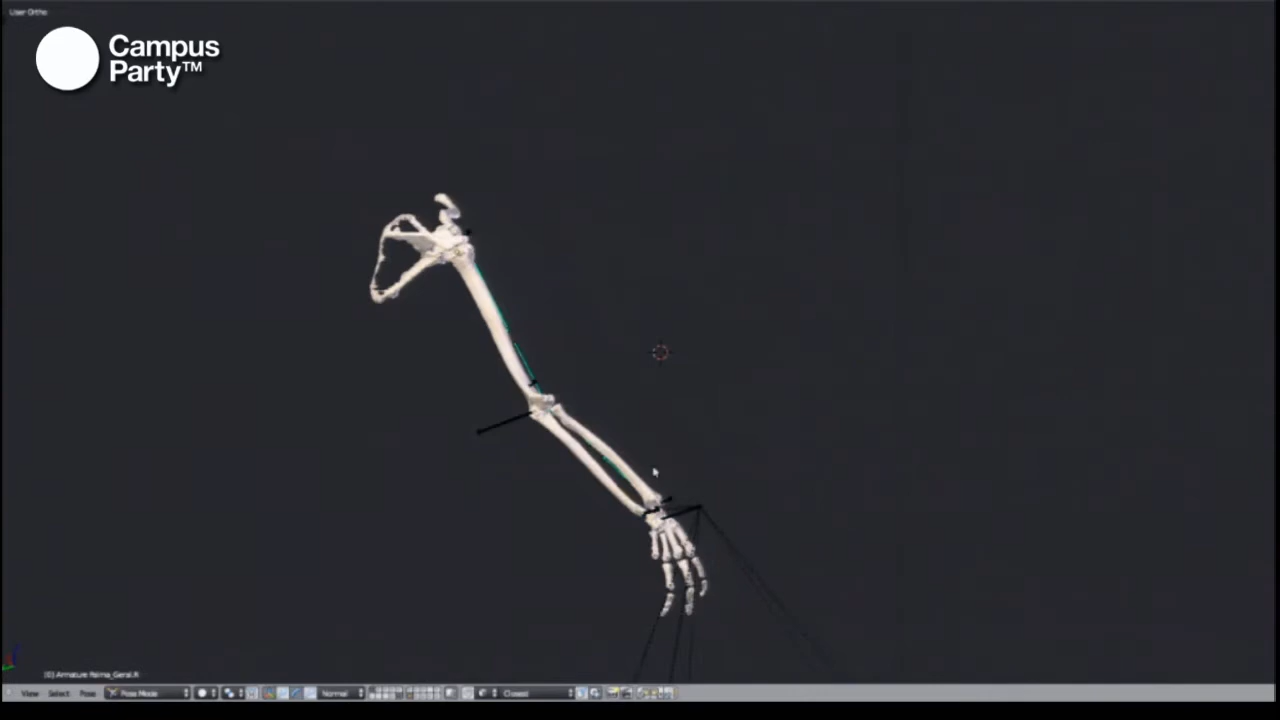 User Ortho
Campus
Party™
(0) Armature Palma_Geral.R
View Select Pose Pose Mode Normal Closest